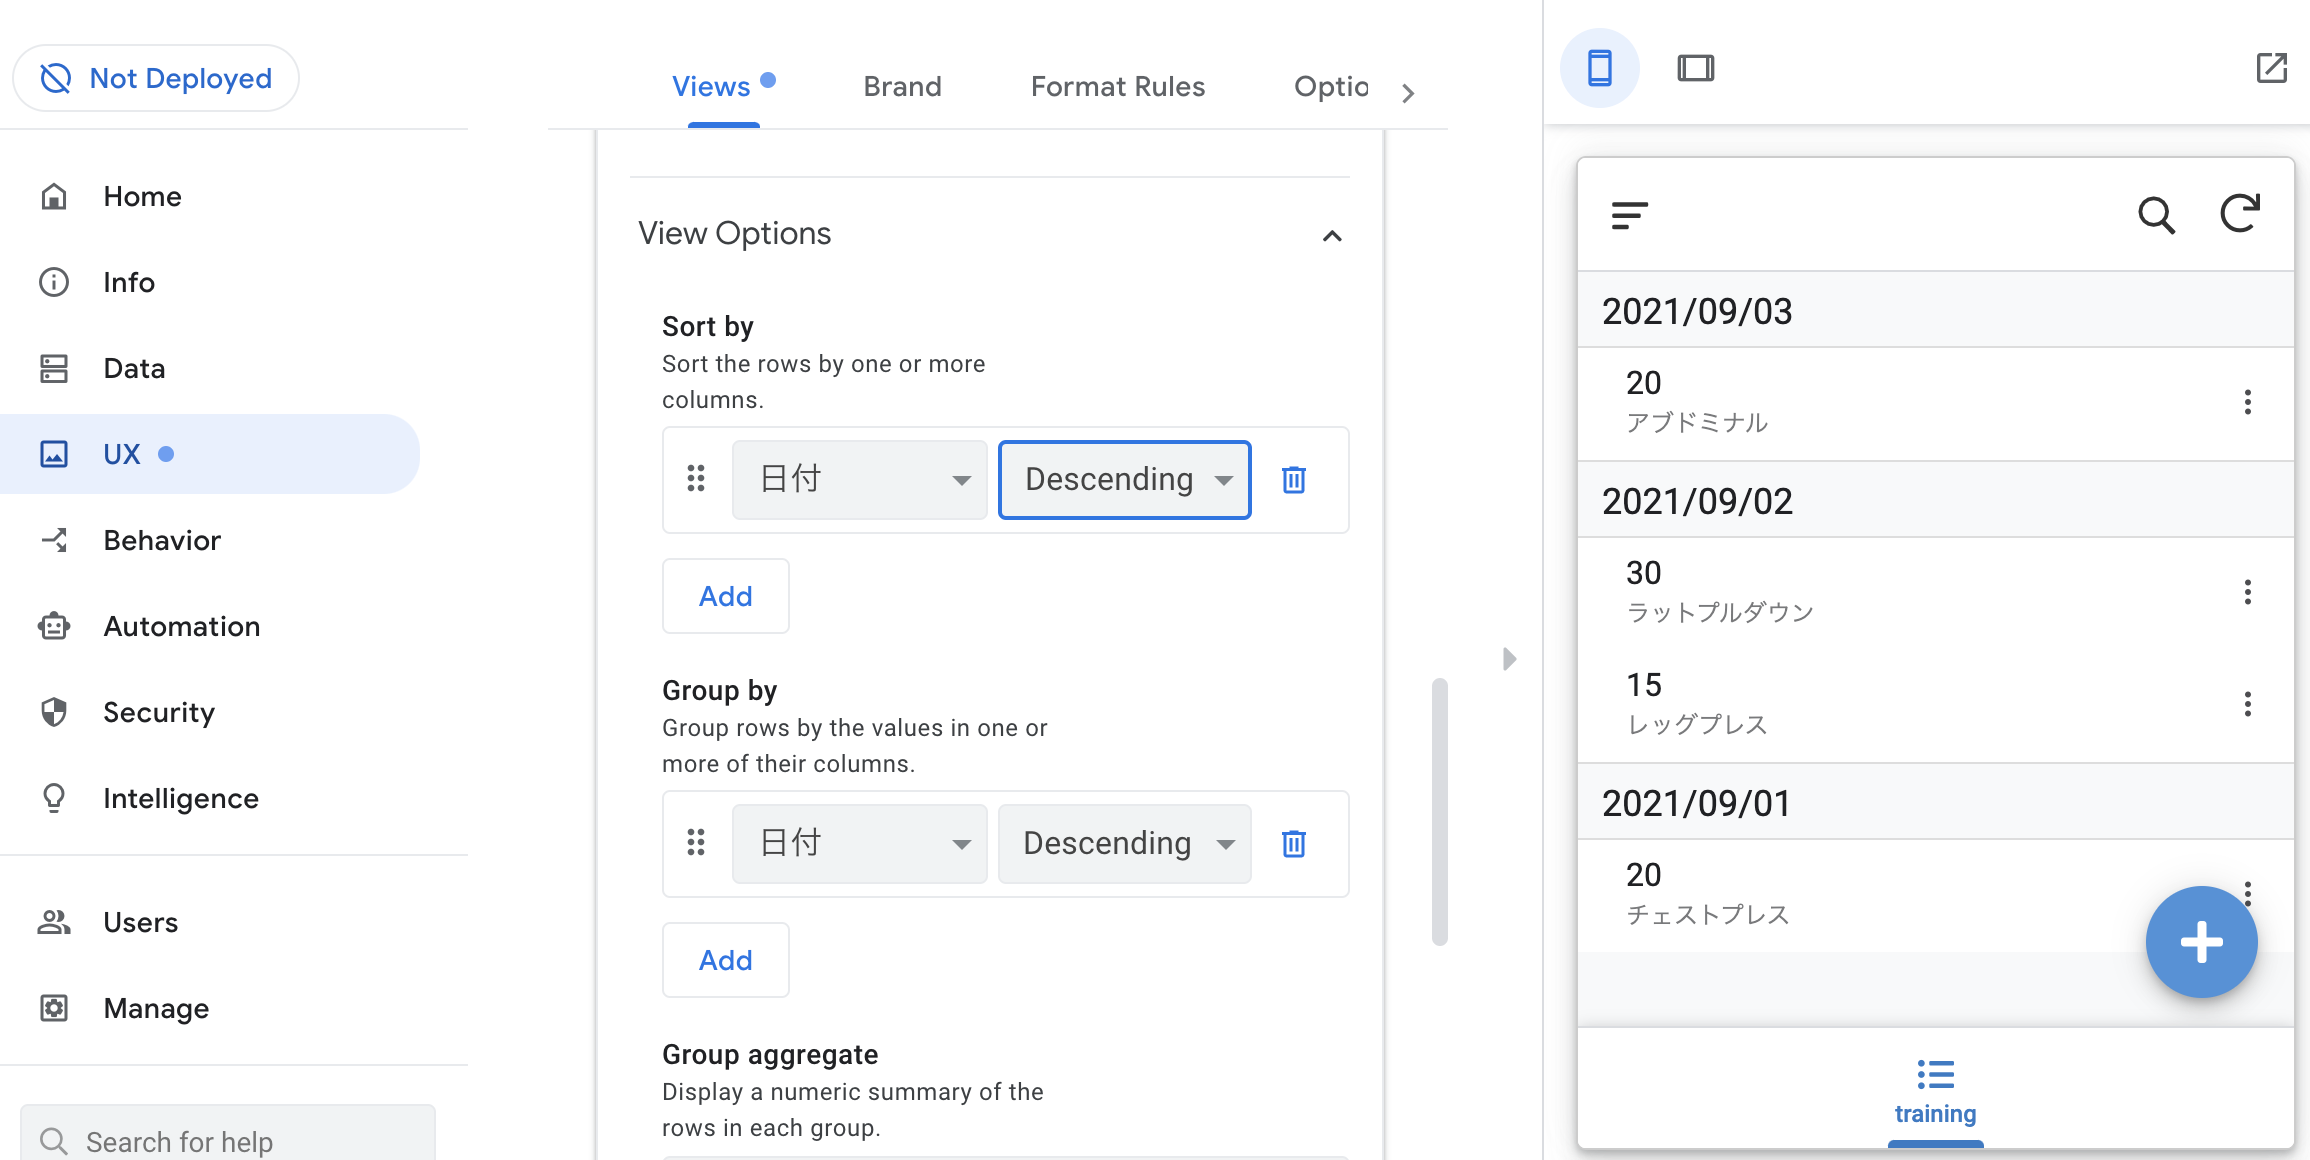 Not Deployed
Home
Info
Data
UX
Behavior
Automation
Security
Intelligence
Users
Manage
Search for help
Views
Brand
Format Rules
Optio
View Options
Sort by
Sort the rows by one or more
columns.
日付
Descending
Add
Group by
Group rows by the values in one or
more of their columns.
日付
Descending
Add
Group aggregate
Display a numeric summary of the
rows in each group.
2021/09/03
20
アブドミナル
2021/09/02
30
ラットプルダウン
15
レッグプレス
2021/09/01
20
チェストプレス
training